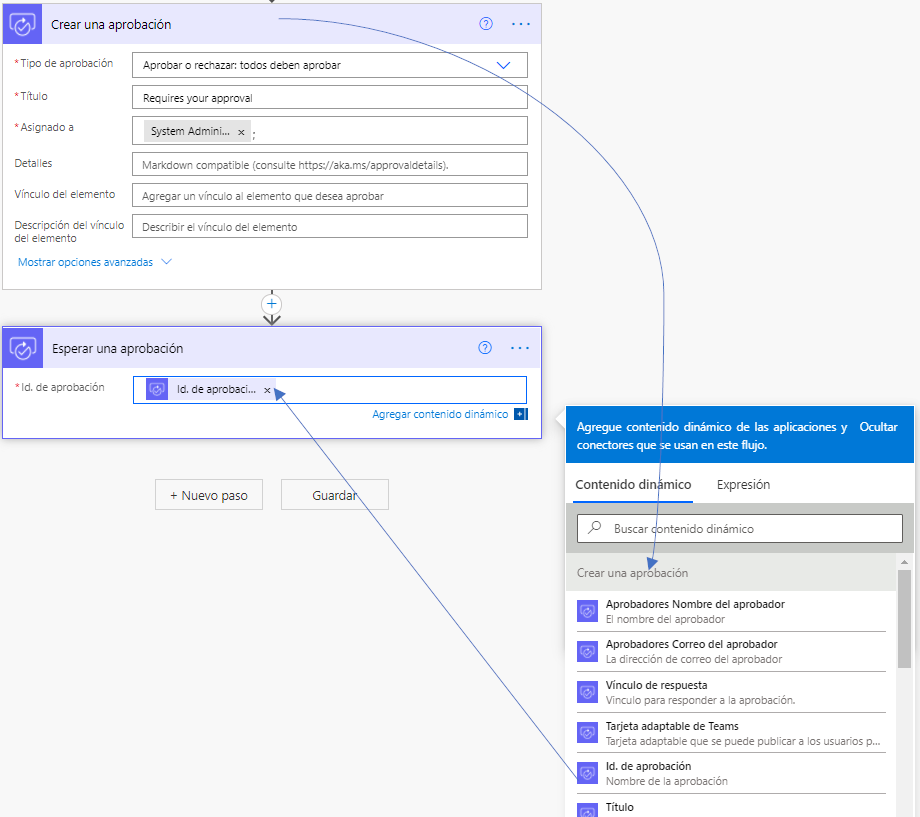 Crear una aprobación
*Tipo de aprobación
Aprobar o rechazar: todos deben aprobar
*Título
Requires your approval
*Asignado a
System Admini... × ;
Detalles
Markdown compatible (consulte https://aka.ms/approvaldetails).
Vínculo del elemento
Agregar un vínculo al elemento que desea aprobar
Descripción del vínculo
del elemento
Describir el vínculo del elemento
Mostrar opciones avanzadas
Esperar una aprobación
*Id. de aprobación
Id. de aprobaci... ×
Agregar contenido dinámico
+ Nuevo paso
Guardar
Agregue contenido dinámico de las aplicaciones y
conectores que se usan en este flujo.
Ocultar
Contenido dinámico
Expresión
Buscar contenido dinámico
Crear una aprobación
Aprobadores Nombre del aprobador
El nombre del aprobador
Aprobadores Correo del aprobador
La dirección de correo del aprobador
Vínculo de respuesta
Vinculo para responder a la aprobación.
Tarjeta adaptable de Teams
Tarjeta adaptable que se puede publicar a los usuarios p...
Id. de aprobación
Nombre de la aprobación
Título